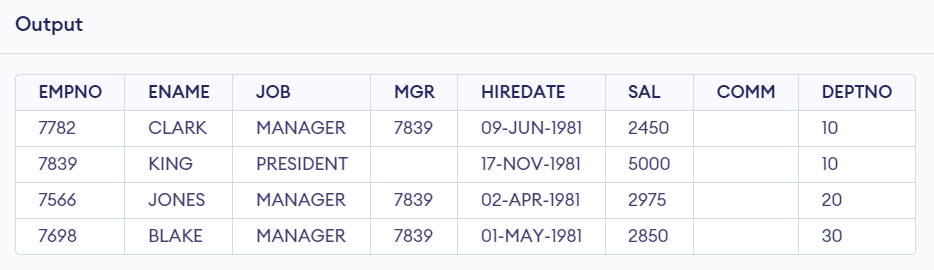 Output
EMPNO ENAME JOB MGR HIREDATE SAL COMM DEPTNO
7782 CLARK MANAGER 7839 09-JUN-1981 2450 10
7839 KING PRESIDENT 17-NOV-1981 5000 10
7566 JONES MANAGER 7839 02-APR-1981 2975 20
7698 BLAKE MANAGER 7839 01-MAY-1981 2850 30